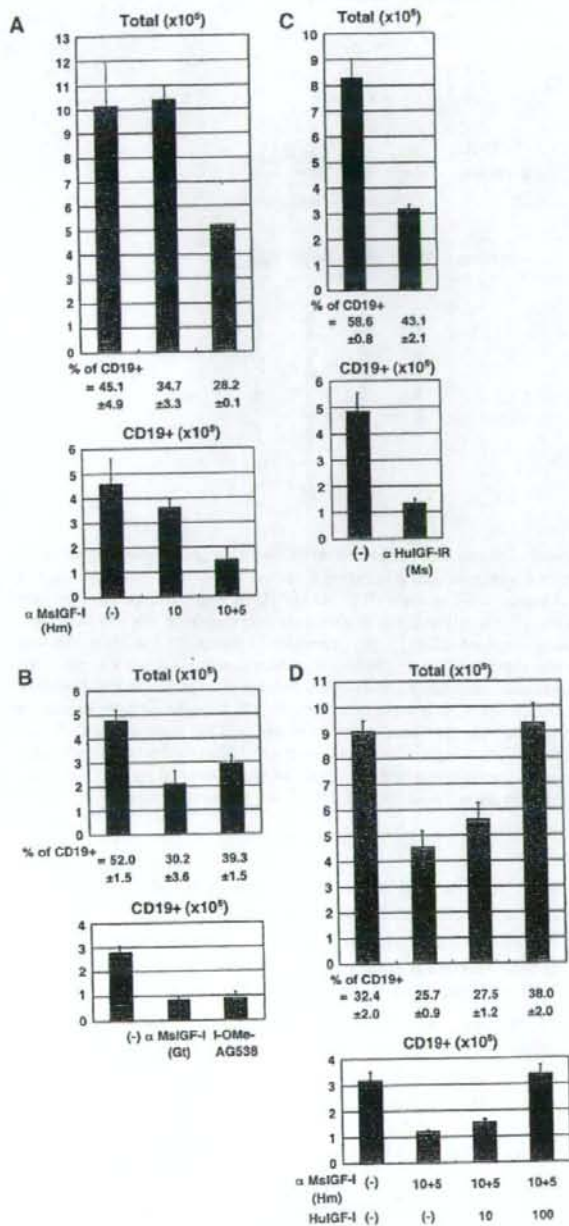 A
Total (x10⁵)
13
12
11
10
9
8
7
6
5
4
3
2
1
0
% of CD19+
= 45.1 34.7 28.2
±4.9 ±3.3 ±0.1
CD19+ (x10⁵)
6
5
4
3
2
1
0
α MsIGF-I (-) 10 10+5
(Hm)
B
Total (x10⁵)
5
4
3
2
1
0
% of CD19+ = 52.0 30.2 39.3
±1.5 ±3.6 ±1.5
CD19+ (x10⁵)
4
3
2
1
0
(-) α MsIGF-I I-OMe-
(Gt) AG538
C
Total (x10⁵)
10
9
8
7
6
5
4
3
2
1
0
% of CD19+
= 58.6 43.1
±0.8 ±2.1
CD19+ (x10⁵)
6
5
4
3
2
1
0
(-) α HuIGF-IR
(Ms)
D
Total (x10⁵)
11
10
9
8
7
6
5
4
3
2
1
0
% of CD19+
= 32.4 25.7 27.5 38.0
±2.0 ±0.9 ±1.2 ±2.0
CD19+ (x10⁵)
4
3
2
1
0
α MsIGF-I (-) 10+5 10+5 10+5
(Hm)
HuIGF-I (-) 10 100